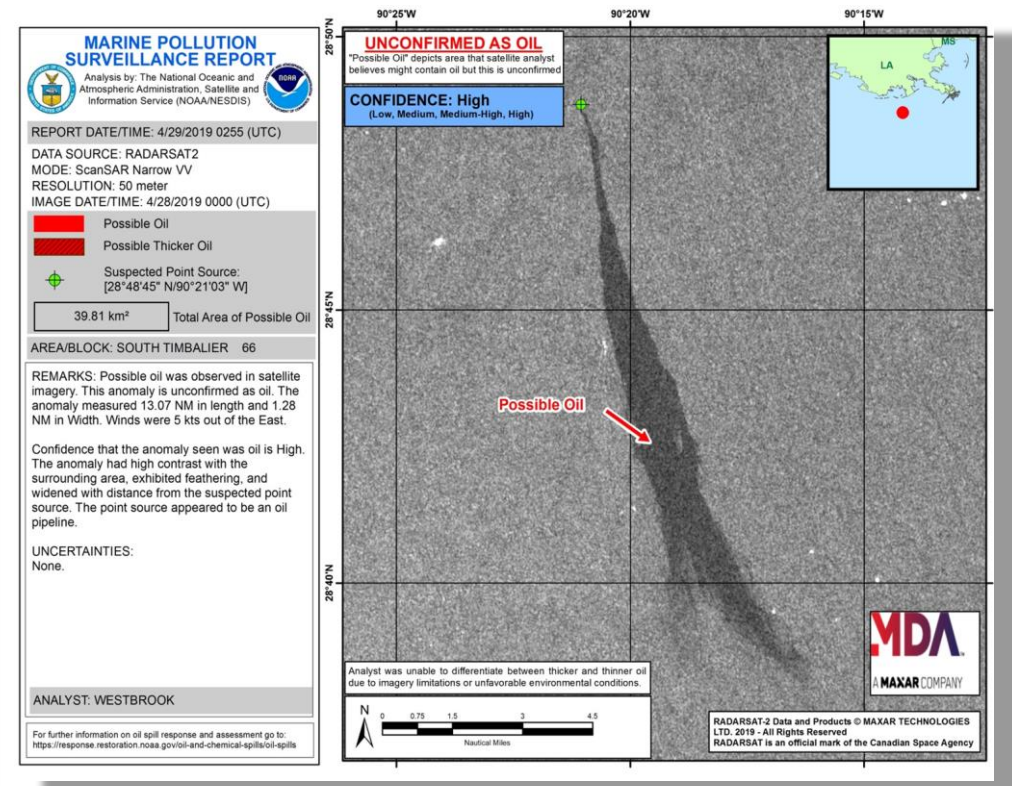 MARINE POLLUTION
SURVEILLANCE REPORT
Analysis by: The National Oceanic and
Atmospheric Administration, Satellite and
Information Service (NOAA/NESDIS)
NOAA
REPORT DATE/TIME: 4/29/2019 0255 (UTC)
DATA SOURCE: RADARSAT2
MODE: ScanSAR Narrow VV
RESOLUTION: 50 meter
IMAGE DATE/TIME: 4/28/2019 0000 (UTC)
Possible Oil
Possible Thicker Oil
Suspected Point Source:
[28°48'45" N/90°21'03" W]
39.81 km² Total Area of Possible Oil
AREA/BLOCK: SOUTH TIMBALIER 66
REMARKS: Possible oil was observed in satellite
imagery. This anomaly is unconfirmed as oil. The
anomaly measured 13.07 NM in length and 1.28
NM in Width. Winds were 5 kts out of the East.
Confidence that the anomaly seen was oil is High.
The anomaly had high contrast with the
surrounding area, exhibited feathering, and
widened with distance from the suspected point
source. The point source appeared to be an oil
pipeline.
UNCERTAINTIES:
None.
ANALYST: WESTBROOK
For further information on oil spill response and assessment go to:
https://response.restoration.noaa.gov/oil-and-chemical-spills/oil-spills
90°25'W 90°20'W 90°15'W
28°50'N
28°45'N
28°40'N
UNCONFIRMED AS OIL
"Possible Oil" depicts area that satellite analyst
believes might contain oil but this is unconfirmed
CONFIDENCE: High
(Low, Medium, Medium-High, High)
MS
LA
Possible Oil
Analyst was unable to differentiate between thicker and thinner oil
due to imagery limitations or unfavorable environmental conditions.
N
0 0.75 1.5 3 4.5
Nautical Miles
MDA
A MAXAR COMPANY
RADARSAT-2 Data and Products © MAXAR TECHNOLOGIES
LTD. 2019 - All Rights Reserved
RADARSAT is an official mark of the Canadian Space Agency